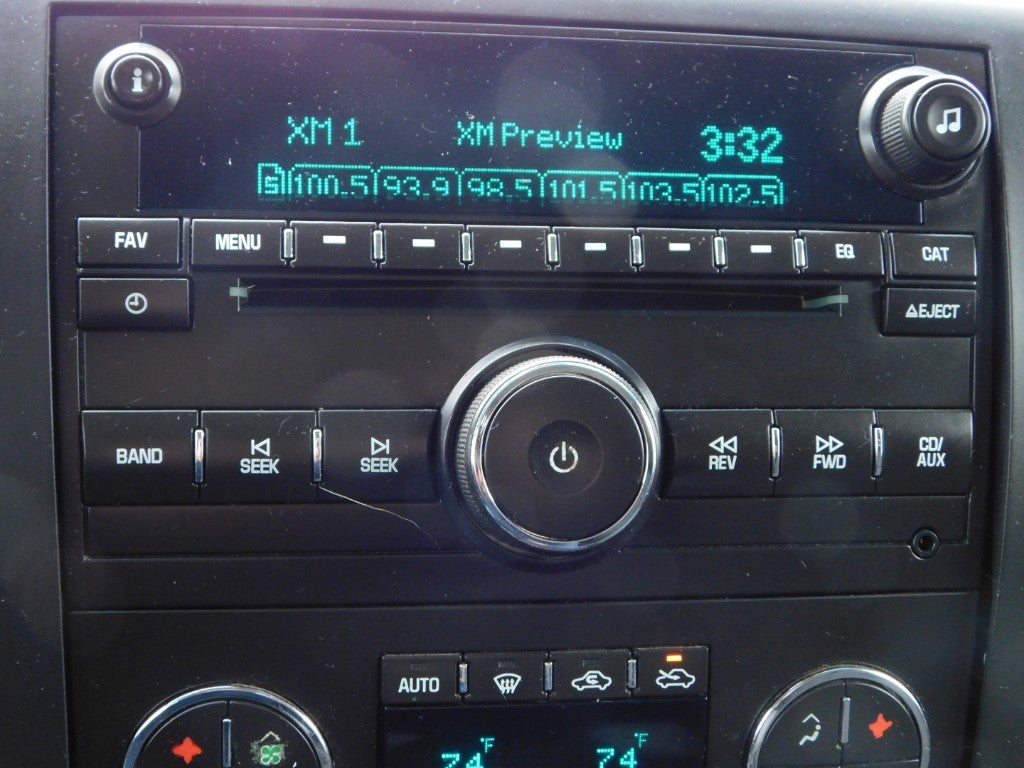 i
XM 1 XM Preview 3:32
6 100.5 93.9 98.5 101.5 103.5 102.5
FAV MENU EQ CAT
▲EJECT
BAND SEEK SEEK REV FWD CD/AUX
AUTO
74°F 74°F